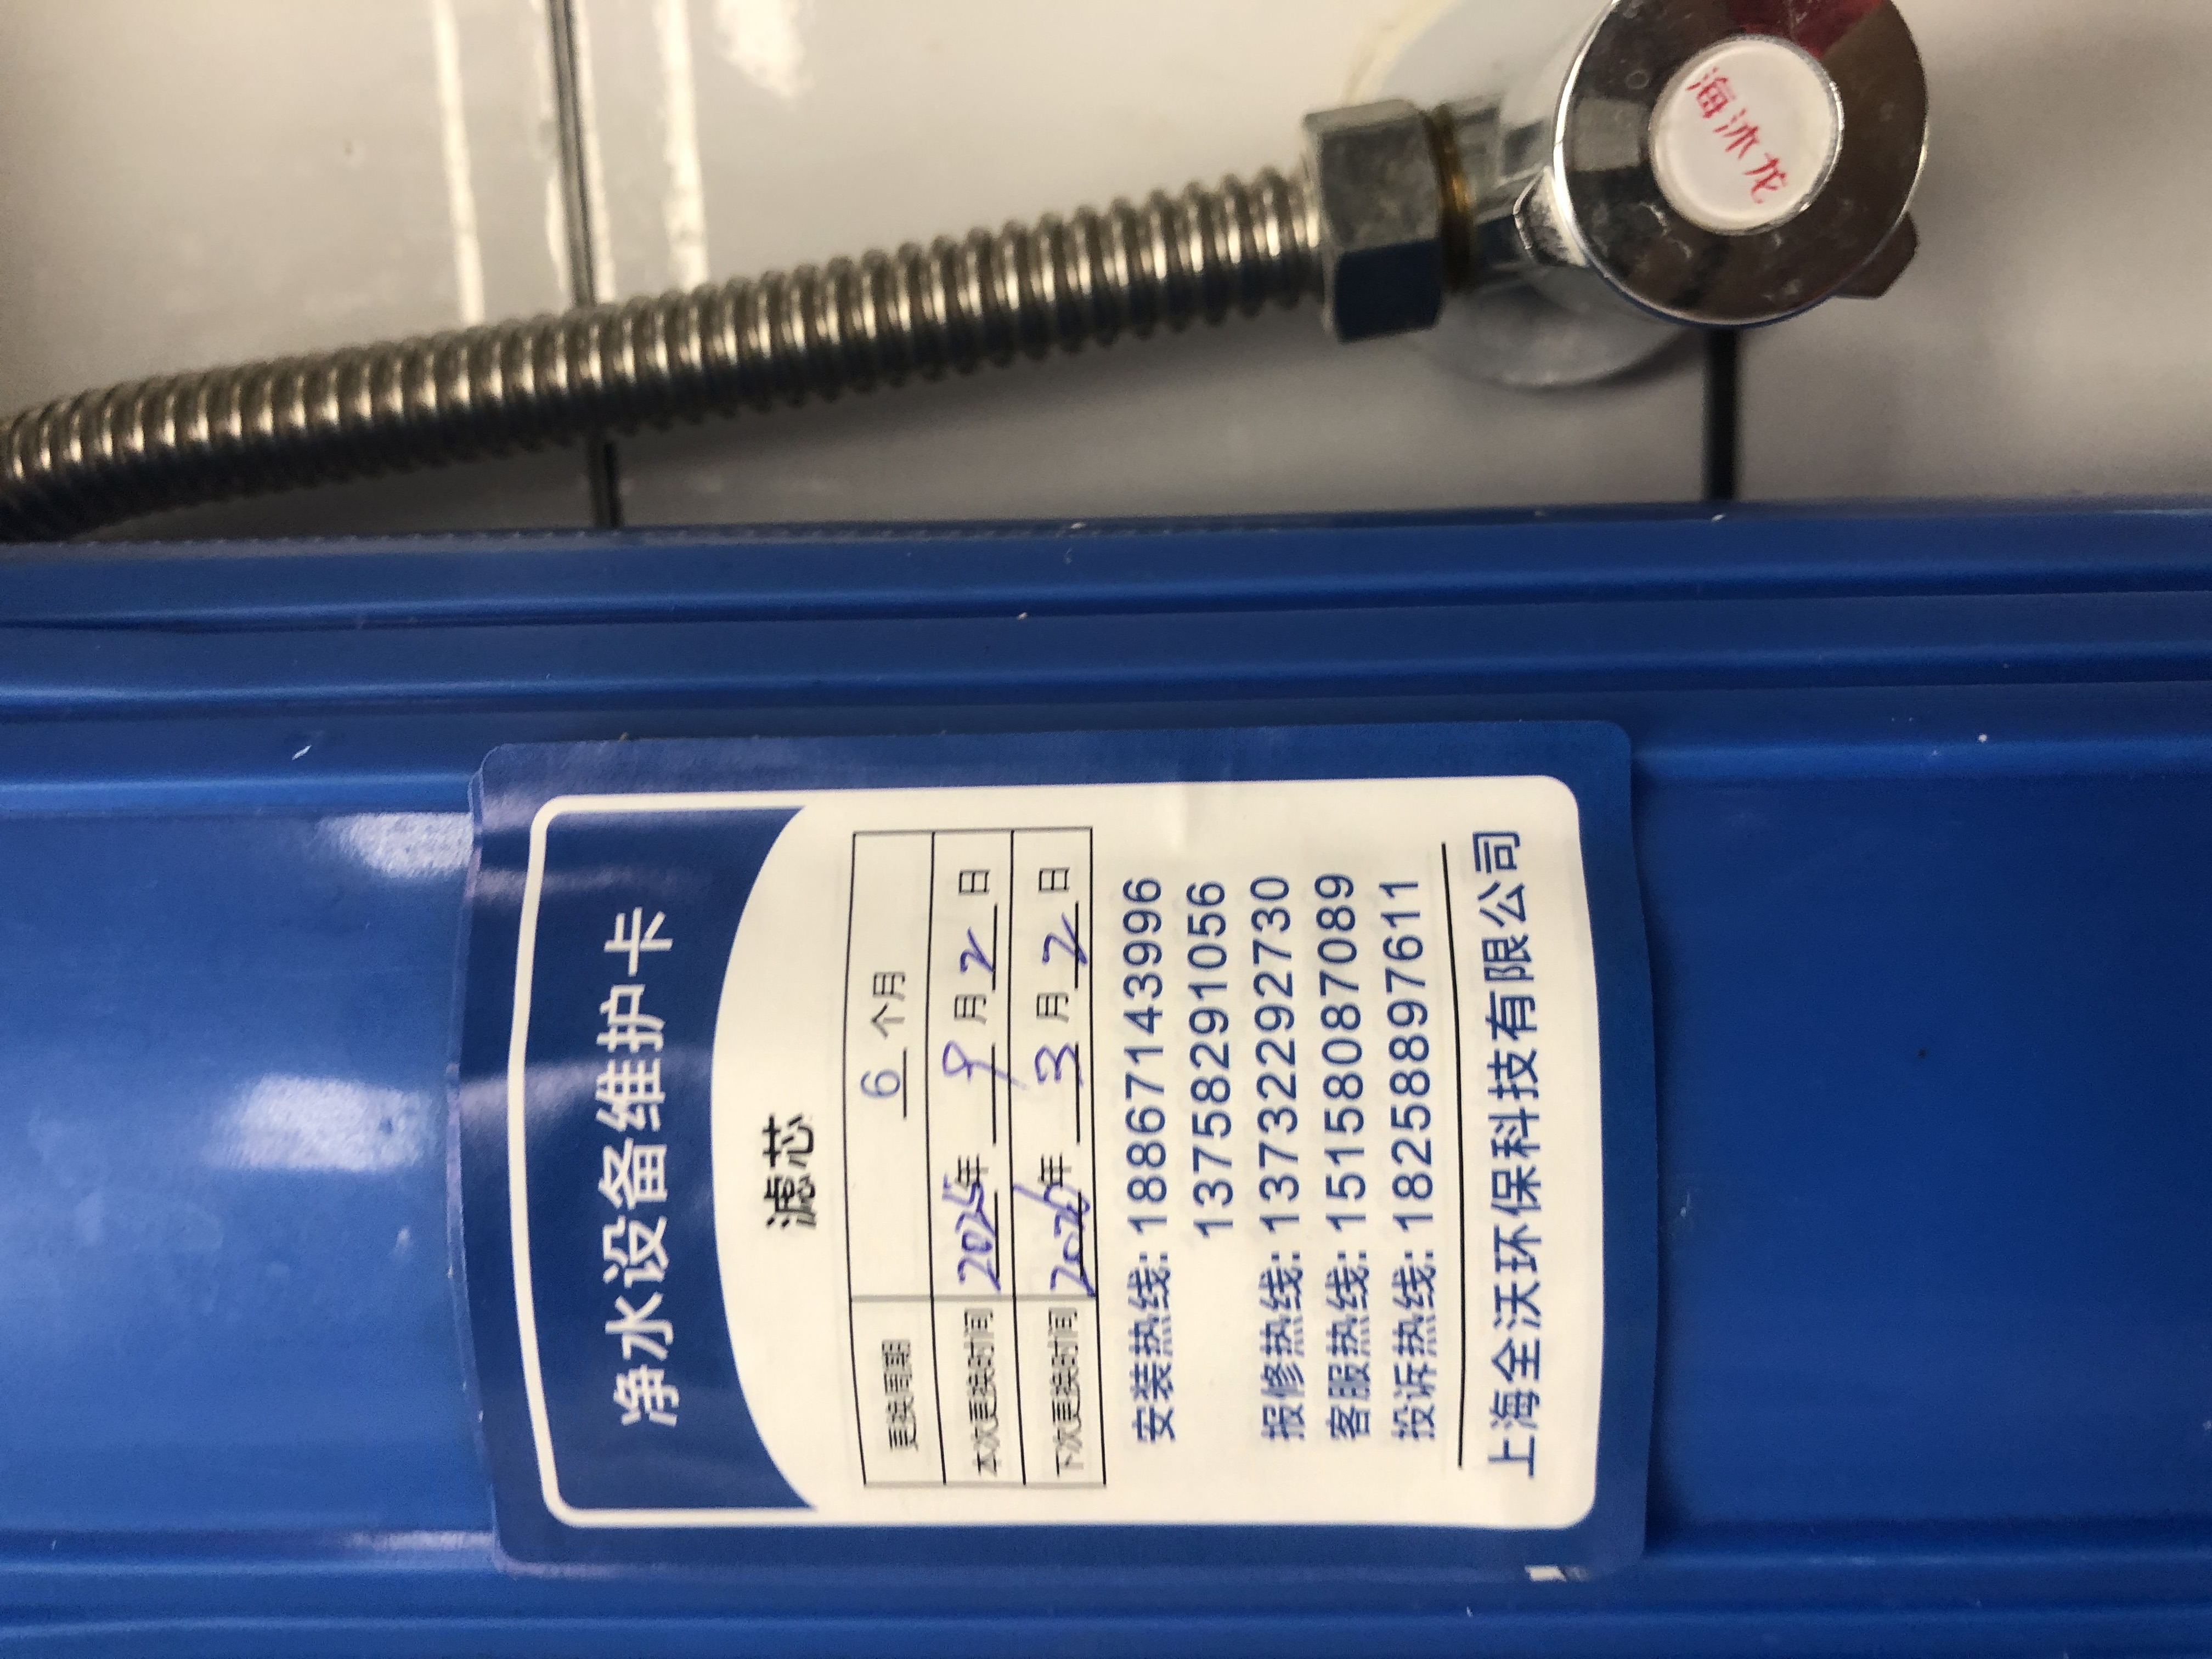 海沐龙
净水设备维护卡
滤芯
更换周期 6 个月
本次更换时间 2025年 9 月 2 日
下次更换时间 2026年 3 月 2 日
安装热线: 18867143996
13758291056
报修热线: 13732292730
客服热线: 15158087089
投诉热线: 18258897611
上海全沃环保科技有限公司